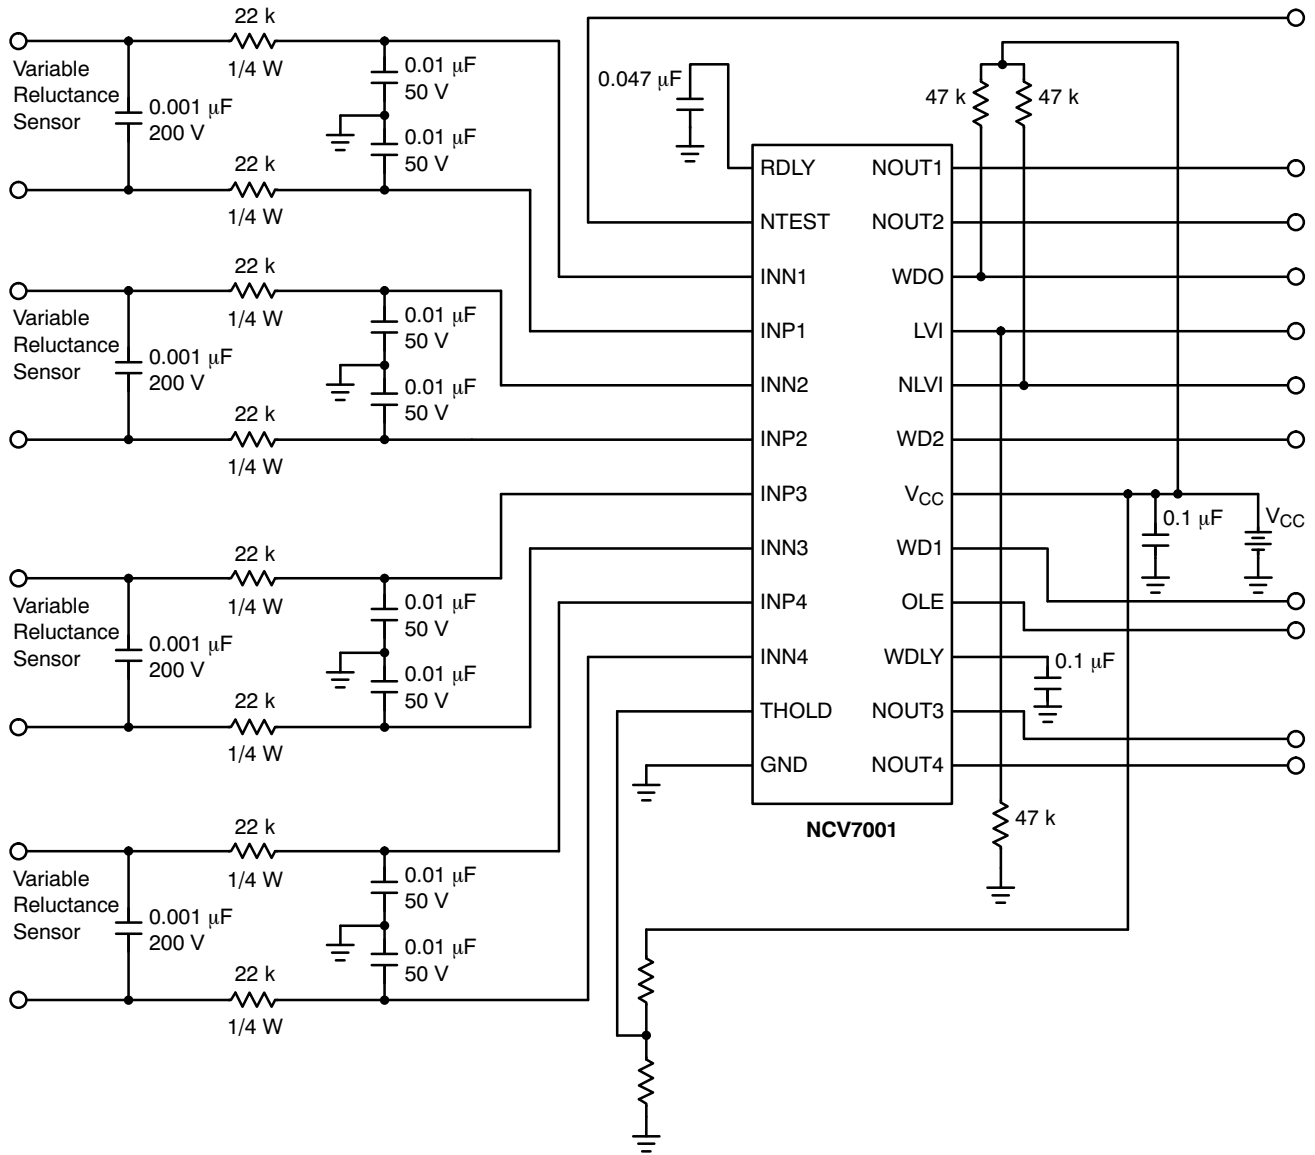 22 k
1/4 W
Variable
Reluctance
Sensor
0.001 μF
200 V
0.01 μF
50 V
0.01 μF
50 V
22 k
1/4 W
22 k
1/4 W
Variable
Reluctance
Sensor
0.001 μF
200 V
0.01 μF
50 V
0.01 μF
50 V
22 k
1/4 W
22 k
1/4 W
Variable
Reluctance
Sensor
0.001 μF
200 V
0.01 μF
50 V
0.01 μF
50 V
22 k
1/4 W
22 k
1/4 W
Variable
Reluctance
Sensor
0.001 μF
200 V
0.01 μF
50 V
0.01 μF
50 V
22 k
1/4 W
0.047 μF
47 k
47 k
RDLY
NTEST
INN1
INP1
INN2
INP2
INP3
INN3
INP4
INN4
THOLD
GND
NOUT1
NOUT2
WDO
LVI
NLVI
WD2
VCC
WD1
OLE
WDLY
NOUT3
NOUT4
NCV7001
0.1 μF
VCC
0.1 μF
47 k